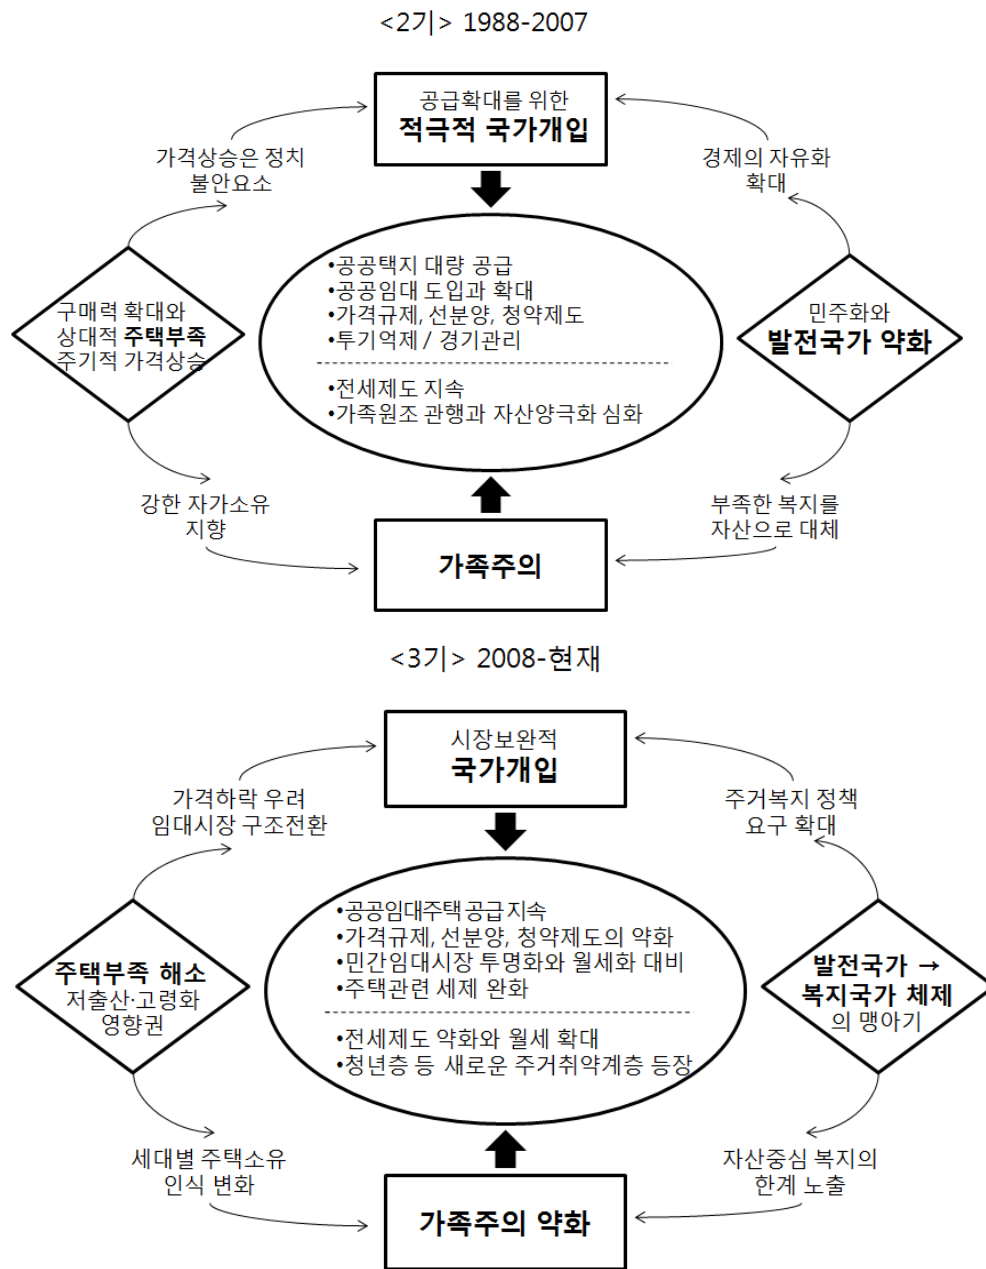 <2기> 1988-2007
공급확대를 위한
적극적 국가개입
가격상승은 정치
불안요소
경제의 자유화
확대
•공공택지 대량 공급
•공공임대 도입과 확대
•가격규제, 선분양, 청약제도
•투기억제 / 경기관리
•전세제도 지속
•가족원조 관행과 자산양극화 심화
구매력 확대와
상대적 주택부족
주기적 가격상승
민주화와
발전국가 약화
강한 자가소유
지향
부족한 복지를
자산으로 대체
가족주의
<3기> 2008-현재
시장보완적
국가개입
가격하락 우려
임대시장 구조전환
주거복지 정책
요구 확대
•공공임대주택 공급 지속
•가격규제, 선분양, 청약제도의 약화
•민간임대시장 투명화와 월세화 대비
•주택관련 세제 완화
•전세제도 약화와 월세 확대
•청년층 등 새로운 주거취약계층 등장
주택부족 해소
저출산·고령화
영향권
발전국가 →
복지국가 체제
의 맹아기
세대별 주택소유
인식 변화
자산중심 복지의
한계 노출
가족주의 약화